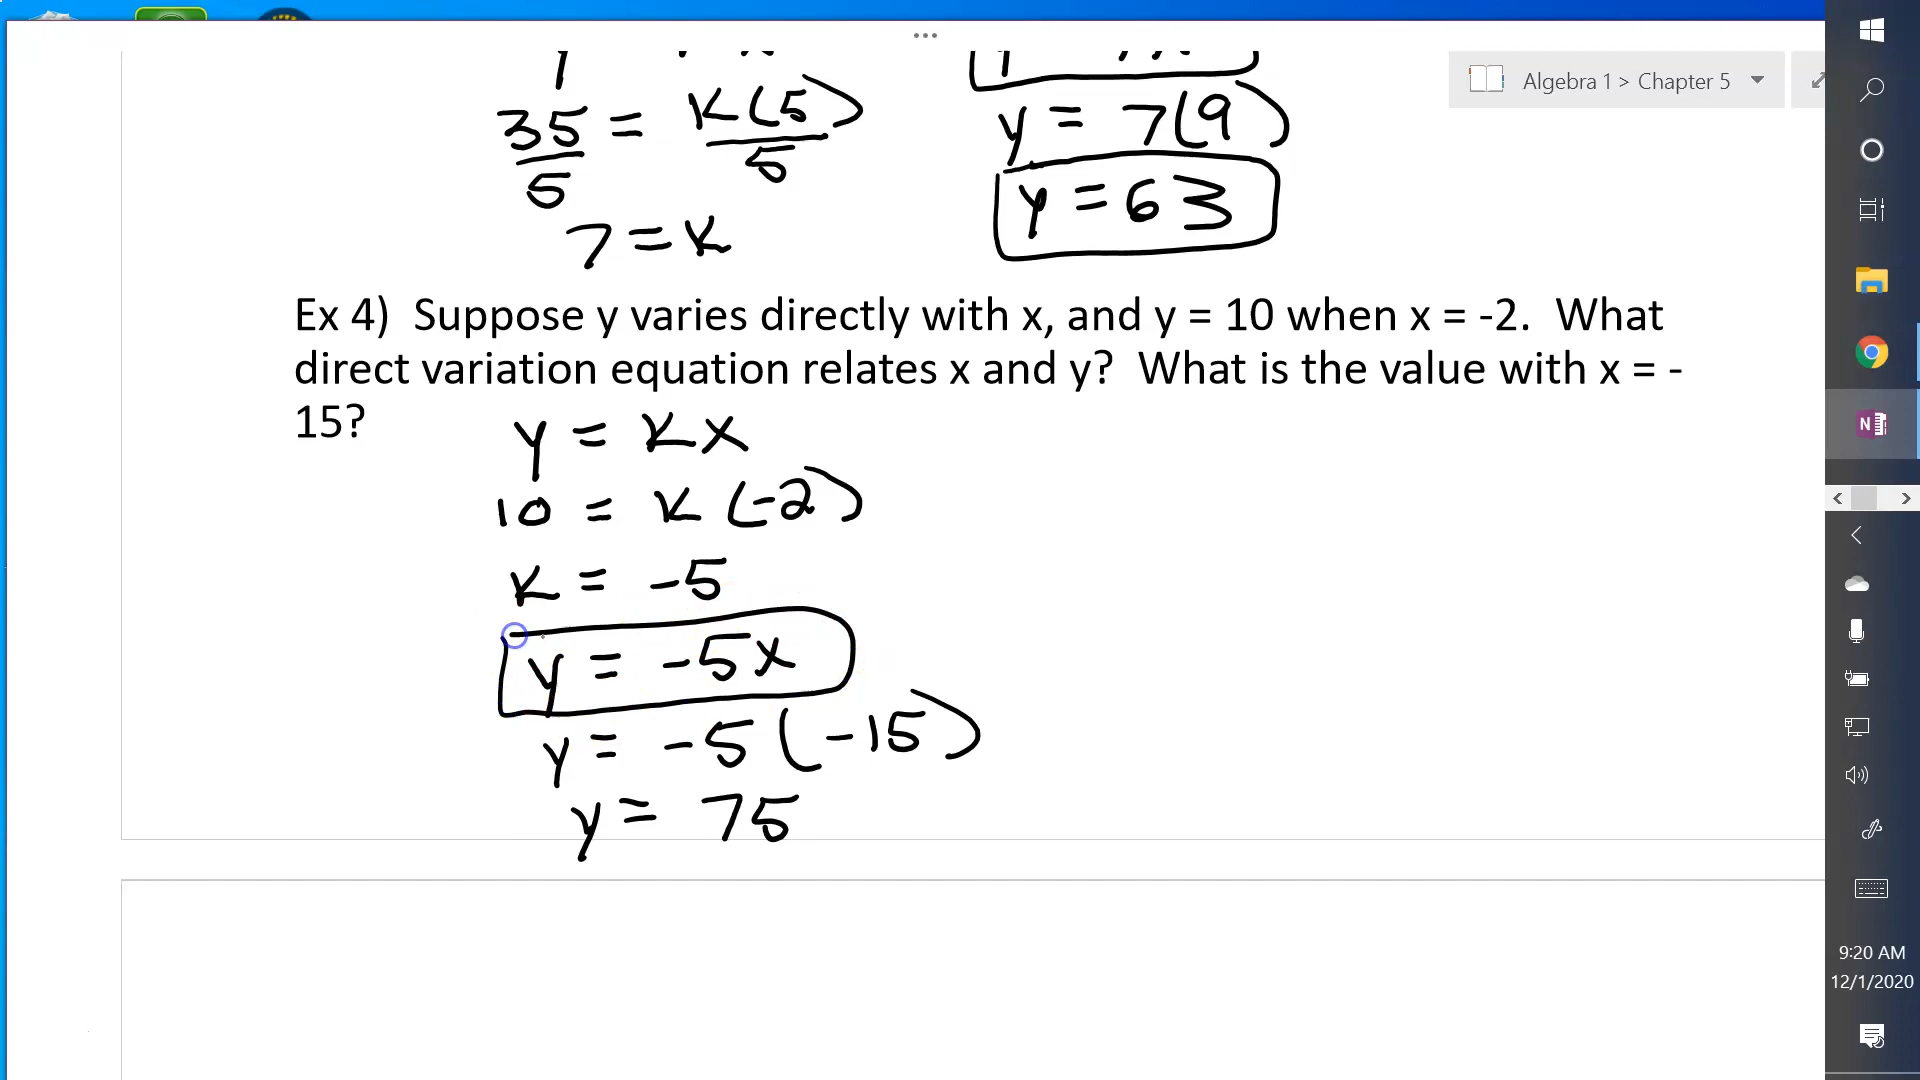 Algebra 1 > Chapter 5
35/5 = K(5)/5
7 = K
y = 7(9)
y = 63
Ex 4) Suppose y varies directly with x, and y = 10 when x = -2. What
direct variation equation relates x and y? What is the value with x = -
15?
y = Kx
10 = K(-2)
K = -5
y = -5x
y = -5(-15)
y = 75
N
9:20 AM
12/1/2020